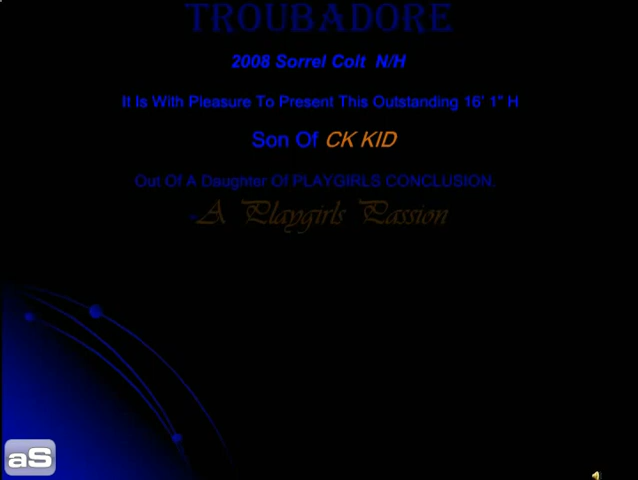 TROUBADORE
2008 Sorrel Colt N/H
It Is With Pleasure To Present This Outstanding 16' 1" H
Son Of CK KID
Out Of A Daughter Of PLAYGIRLS CONCLUSION.
-A Playgirls Passion
aS